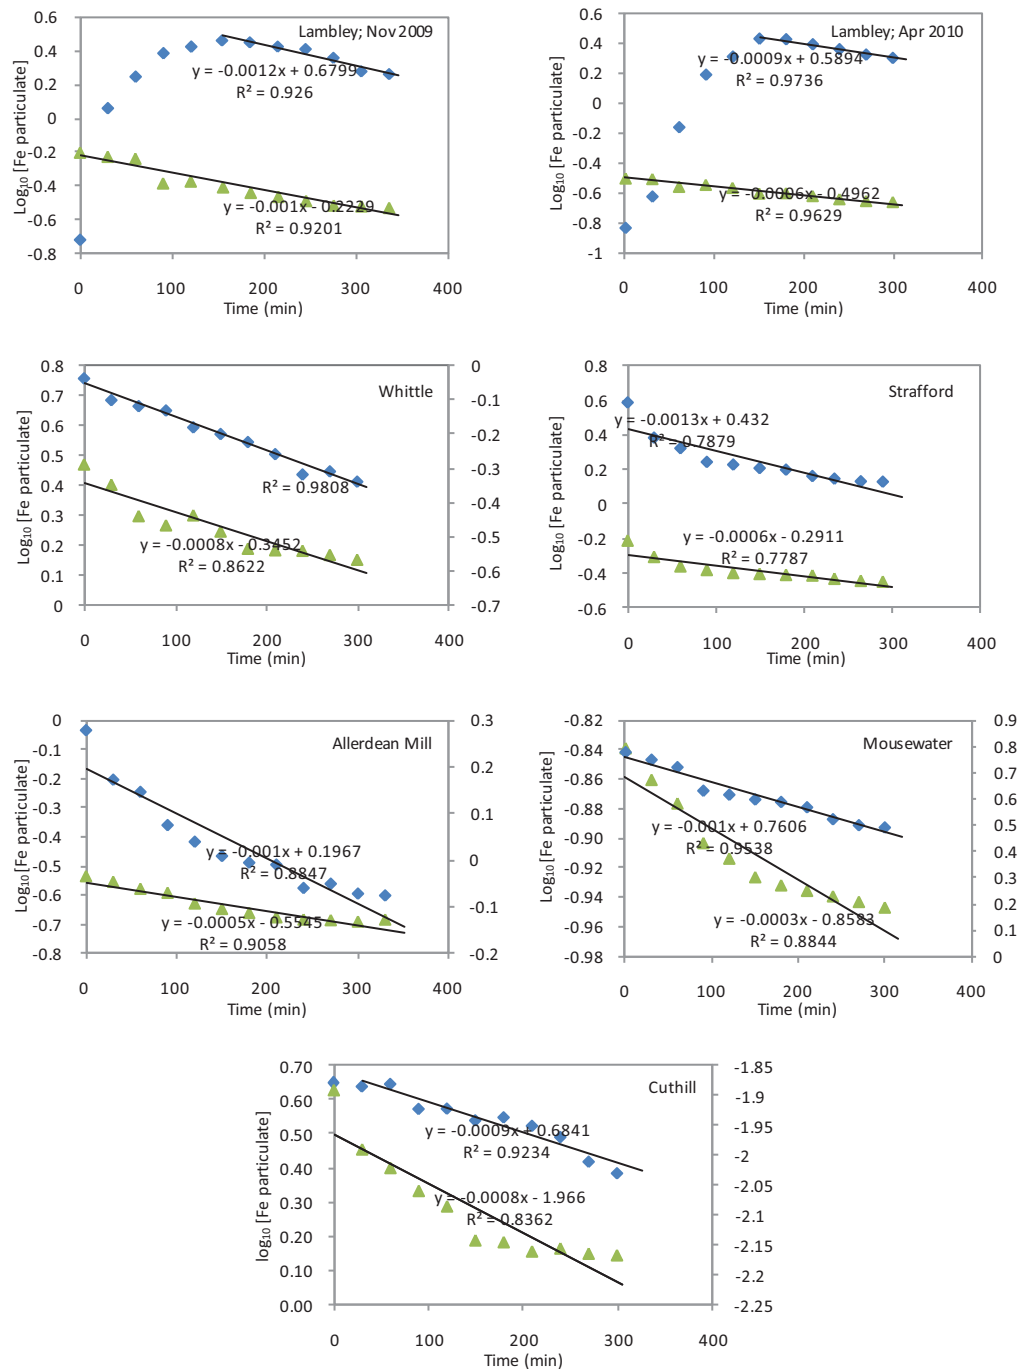 Lambley; Nov 2009
Log₁₀ [Fe particulate]
0.6
0.4
0.2
0
-0.2
-0.4
-0.6
-0.8
y = -0.0012x + 0.6799
R² = 0.926
y = -0.001x - 0.2229
R² = 0.9201
0 100 200 300 400
Time (min)
Lambley; Apr 2010
Log₁₀ [Fe particulate]
0.6
0.4
0.2
0
-0.2
-0.4
-0.6
-0.8
-1
y = -0.0009x + 0.5894
R² = 0.9736
y = -0.0006x - 0.4962
R² = 0.9629
0 100 200 300 400
Time (min)
Whittle
Log₁₀ [Fe particulate]
0.8
0.7
0.6
0.5
0.4
0.3
0.2
0.1
0
0
-0.1
-0.2
-0.3
-0.4
-0.5
-0.6
-0.7
R² = 0.9808
y = -0.0008x - 0.3452
R² = 0.8622
0 100 200 300 400
Time (min)
Strafford
Log₁₀ [Fe particulate]
0.8
0.6
0.4
0.2
0
-0.2
-0.4
-0.6
y = -0.0013x + 0.432
R² = 0.7879
y = -0.0006x - 0.2911
R² = 0.7787
0 100 200 300 400
Time (min)
Allerdean Mill
Log₁₀ [Fe particulate]
0
-0.1
-0.2
-0.3
-0.4
-0.5
-0.6
-0.7
-0.8
0.3
0.2
0.1
0
-0.1
-0.2
y = -0.001x + 0.1967
R² = 0.8847
y = -0.0005x - 0.5545
R² = 0.9058
0 100 200 300 400
Time (min)
Mousewater
Log₁₀ [Fe particulate]
-0.82
-0.84
-0.86
-0.88
-0.90
-0.92
-0.94
-0.96
-0.98
0.9
0.8
0.7
0.6
0.5
0.4
0.3
0.2
0.1
0
y = -0.001x + 0.7606
R² = 0.9538
y = -0.0003x - 0.8583
R² = 0.8844
0 100 200 300 400
Time (min)
Cuthill
log₁₀ [Fe particulate]
0.70
0.60
0.50
0.40
0.30
0.20
0.10
0.00
-1.85
-1.9
-1.95
-2
-2.05
-2.1
-2.15
-2.2
-2.25
y = -0.0009x + 0.6841
R² = 0.9234
y = -0.0008x - 1.966
R² = 0.8362
0 100 200 300 400
Time (min)